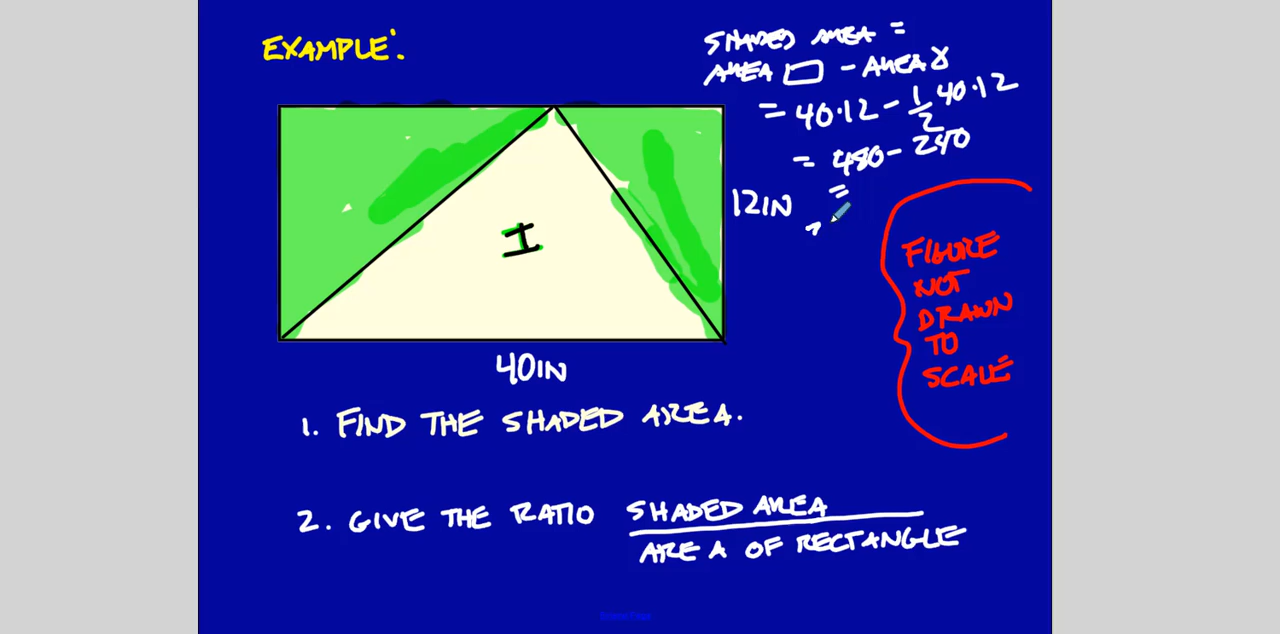 EXAMPLE:
SHADED AREA =
AREA ▭ - AREA
= 40·12 - 1/2 40·12
= 480 - 240
=
12IN
I
FIGURE
NOT
DRAWN
TO
SCALE
40IN
1. FIND THE SHADED AREA.
2. GIVE THE RATIO SHADED AREA
AREA OF RECTANGLE